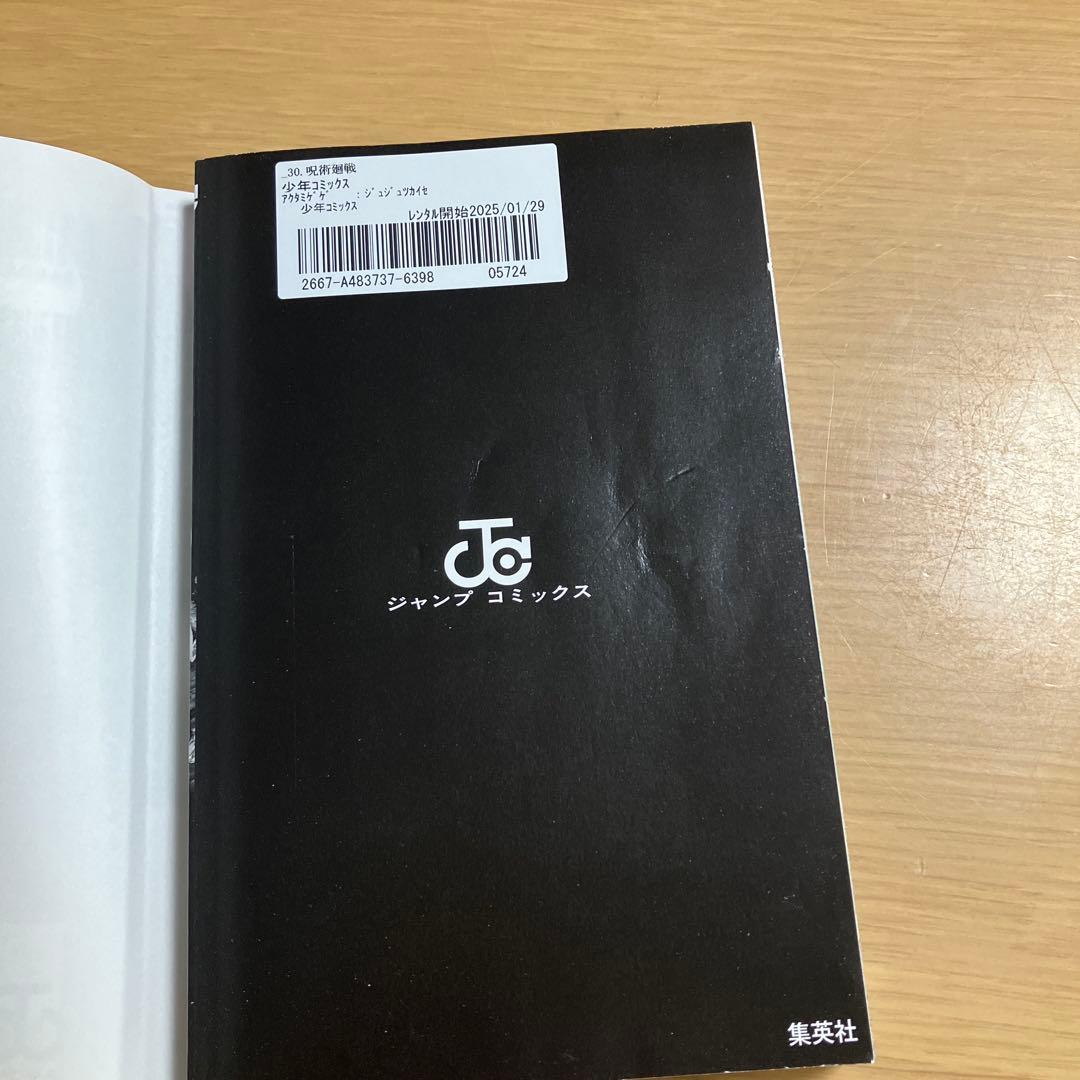 _30.呪術廻戦
少年コミックス
ｱｸﾀﾐｹﾞｹﾞ :ｼﾞｭｼﾞｭﾂｶｲｾ
少年ｺﾐｯｸｽ
ﾚﾝﾀﾙ開始2025/01/29
2667-A483737-6398 05724
JC
ジャンプ コミックス
集英社